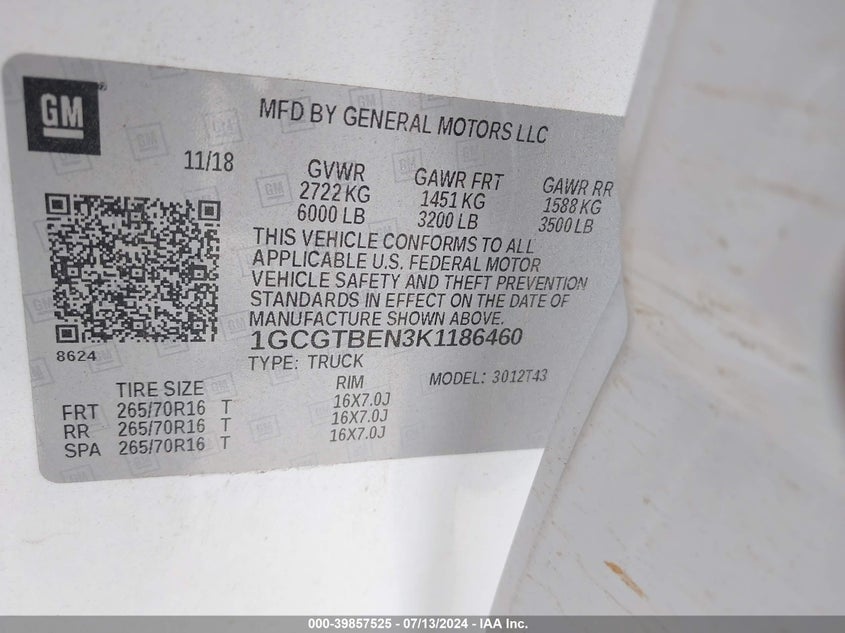 GM
MFD BY GENERAL MOTORS LLC
11/18
GVWR GAWR FRT GAWR RR
2722 KG 1451 KG 1588 KG
6000 LB 3200 LB 3500 LB
THIS VEHICLE CONFORMS TO ALL
APPLICABLE U.S. FEDERAL MOTOR
VEHICLE SAFETY AND THEFT PREVENTION
STANDARDS IN EFFECT ON THE DATE OF
MANUFACTURE SHOWN ABOVE.
8624
1GCGTBEN3K1186460
TYPE: TRUCK MODEL: 3012T43
TIRE SIZE RIM
FRT 265/70R16 T 16X7.0J
RR 265/70R16 T 16X7.0J
SPA 265/70R16 T 16X7.0J
000-39857525 - 07/13/2024 - IAA Inc.